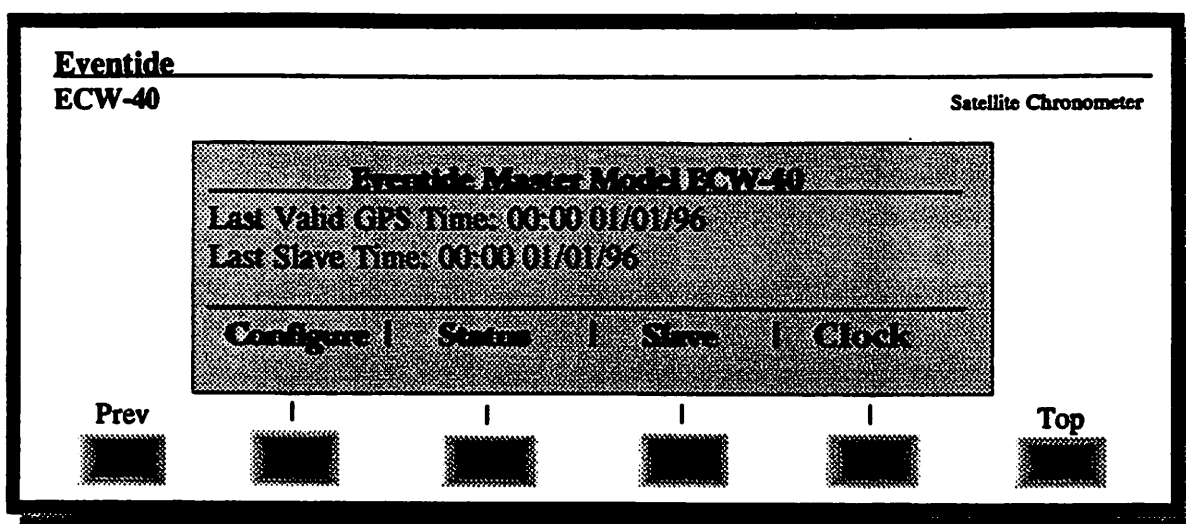 Eventide
ECW-40
Satellite Chronometer
Eventide Master Model ECW-40
Last Valid GPS Time: 00:00 01/01/96
Last Slave Time: 00:00 01/01/96
Configure | Status | Slave | Clock
Prev
Top